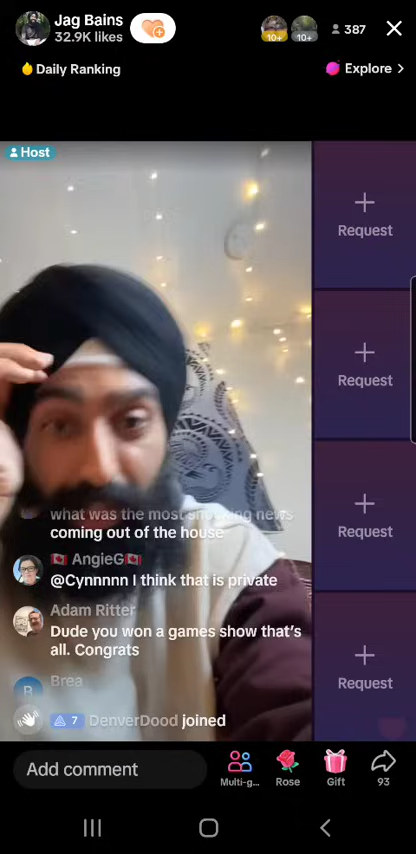 Jag Bains
32.9K likes
10+
10+
387
Daily Ranking
Explore >
Host
Request
Request
Request
Request
what was the most shocking news
coming out of the house
🇨🇦 AngieG🇨🇦
@Cynnnnn I think that is private
Adam Ritter
Dude you won a games show that's
all. Congrats
B
Brea
7 DenverDood joined
Add comment
Multi-g...
Rose
Gift
93